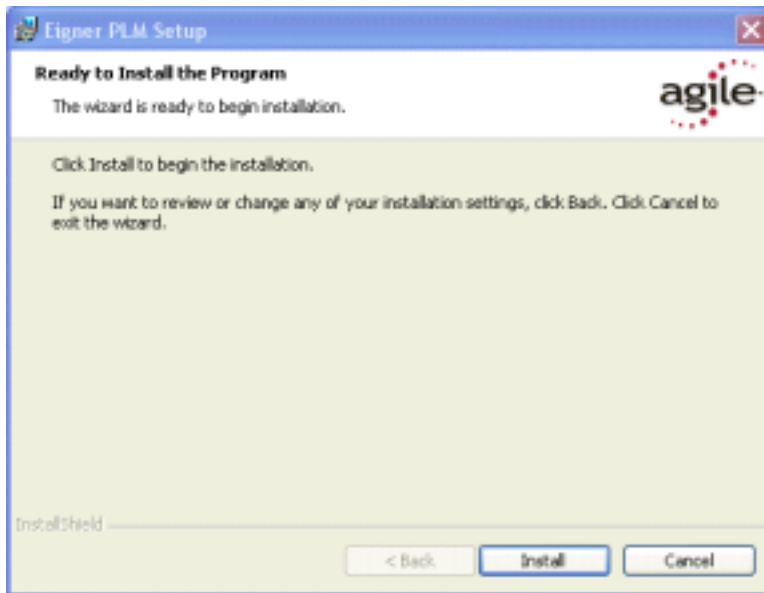 Eigner PLM Setup
Ready to Install the Program
The wizard is ready to begin installation.
agile
Click Install to begin the installation.
If you want to review or change any of your installation settings, click Back. Click Cancel to
exit the wizard.
InstallShield
< Back
Install
Cancel